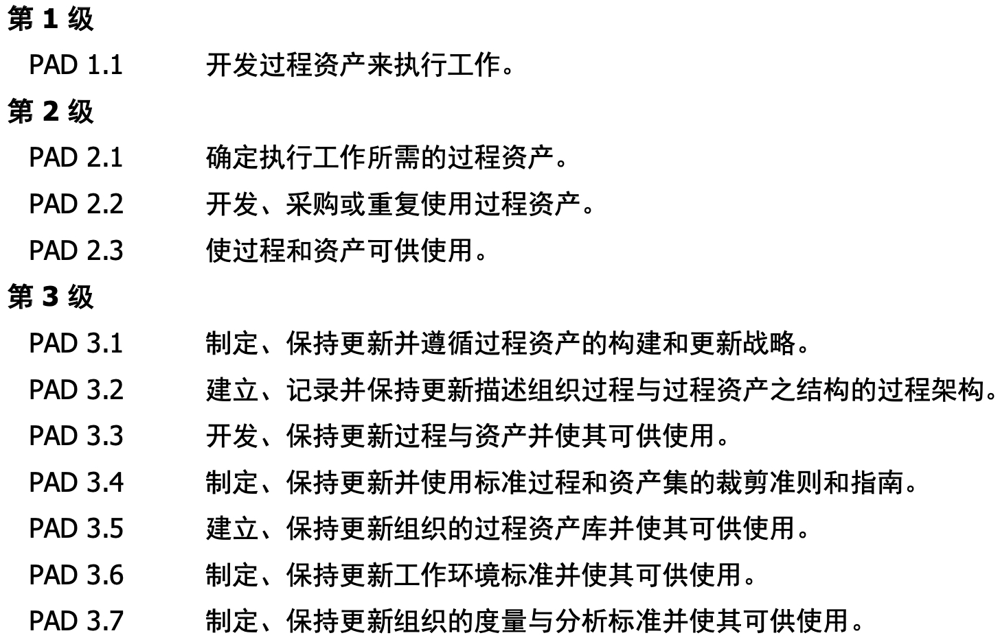 第 1 级
PAD 1.1 开发过程资产来执行工作。
第 2 级
PAD 2.1 确定执行工作所需的过程资产。
PAD 2.2 开发、采购或重复使用过程资产。
PAD 2.3 使过程和资产可供使用。
第 3 级
PAD 3.1 制定、保持更新并遵循过程资产的构建和更新战略。
PAD 3.2 建立、记录并保持更新描述组织过程与过程资产之结构的过程架构。
PAD 3.3 开发、保持更新过程与资产并使其可供使用。
PAD 3.4 制定、保持更新并使用标准过程和资产集的裁剪准则和指南。
PAD 3.5 建立、保持更新组织的过程资产库并使其可供使用。
PAD 3.6 制定、保持更新工作环境标准并使其可供使用。
PAD 3.7 制定、保持更新组织的度量与分析标准并使其可供使用。